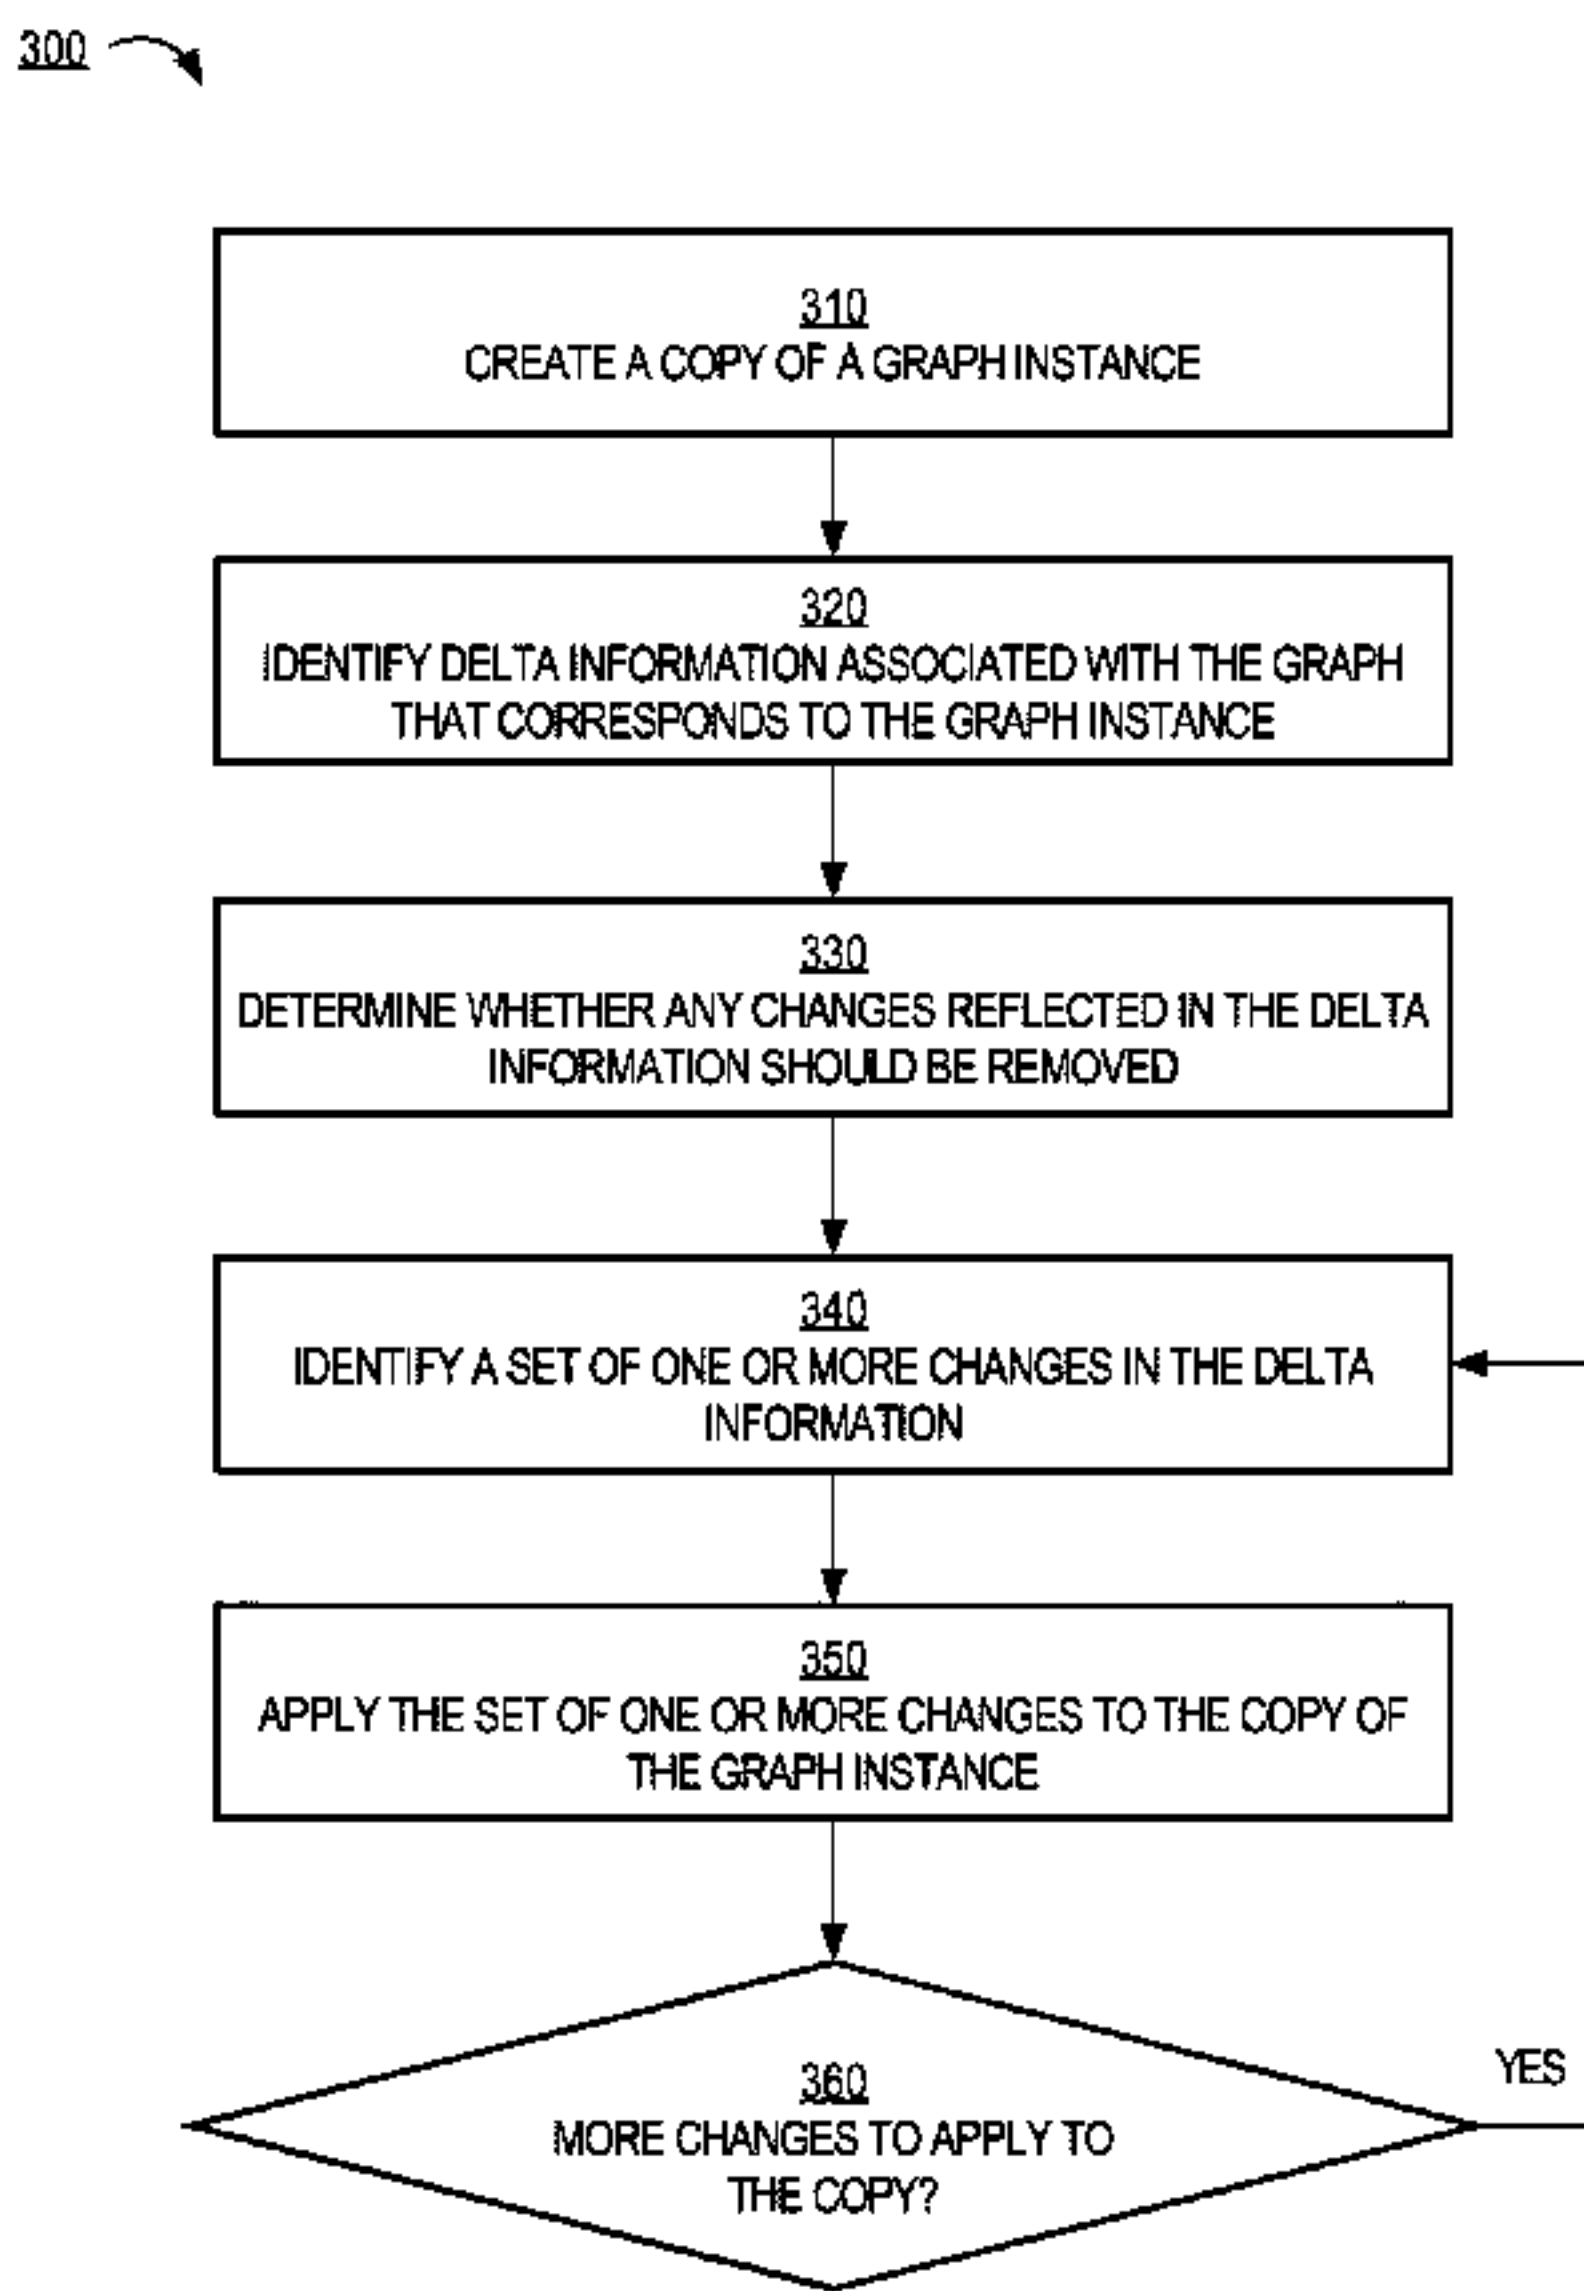 300
310
CREATE A COPY OF A GRAPH INSTANCE
320
IDENTIFY DELTA INFORMATION ASSOCIATED WITH THE GRAPH
THAT CORRESPONDS TO THE GRAPH INSTANCE
330
DETERMINE WHETHER ANY CHANGES REFLECTED IN THE DELTA
INFORMATION SHOULD BE REMOVED
340
IDENTIFY A SET OF ONE OR MORE CHANGES IN THE DELTA
INFORMATION
350
APPLY THE SET OF ONE OR MORE CHANGES TO THE COPY OF
THE GRAPH INSTANCE
YES
360
MORE CHANGES TO APPLY TO
THE COPY?